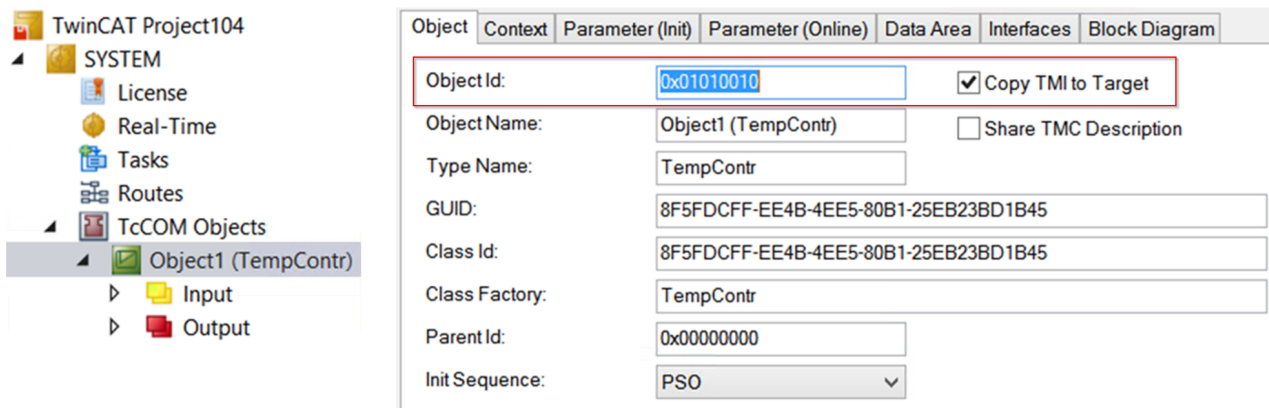 TwinCAT Project104
SYSTEM
License
Real-Time
Tasks
Routes
TcCOM Objects
Object1 (TempContr)
Input
Output
Object Context Parameter (Init) Parameter (Online) Data Area Interfaces Block Diagram
Object Id: 0x01010010 Copy TMI to Target
Object Name: Object1 (TempContr) Share TMC Description
Type Name: TempContr
GUID: 8F5FDCFF-EE4B-4EE5-80B1-25EB23BD1B45
Class Id: 8F5FDCFF-EE4B-4EE5-80B1-25EB23BD1B45
Class Factory: TempContr
Parent Id: 0x00000000
Init Sequence: PSO